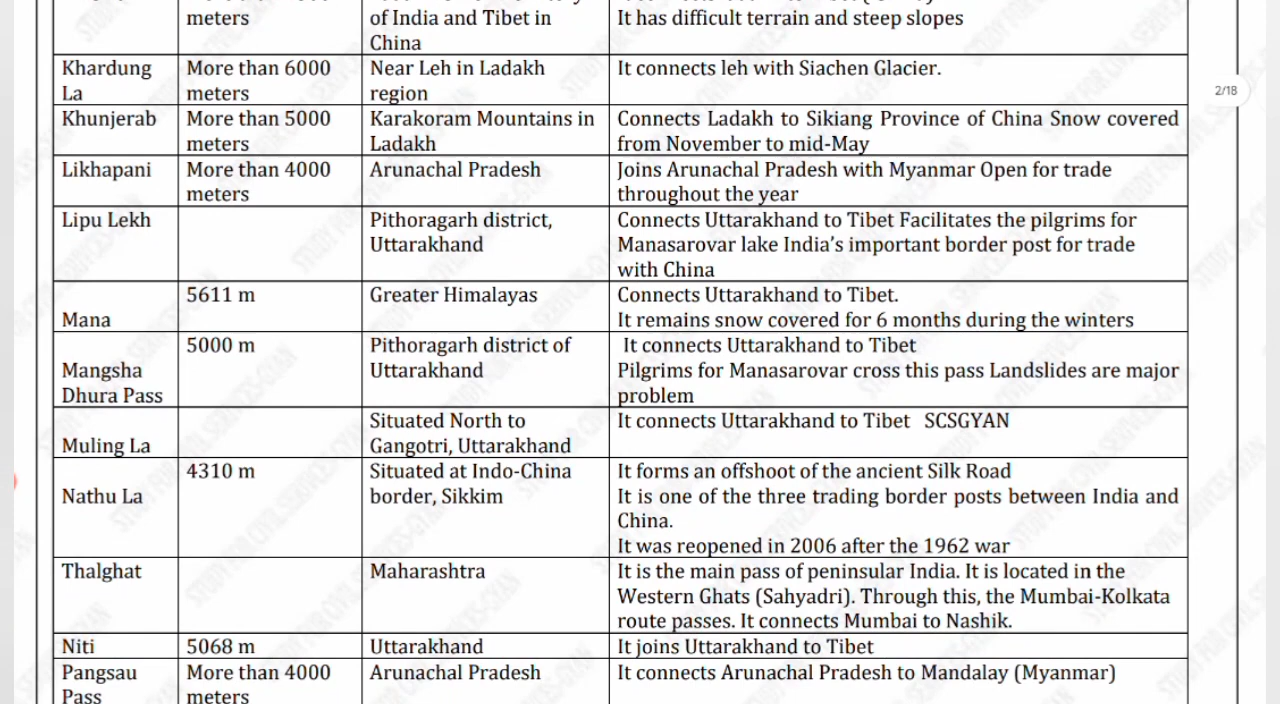 meters
of India and Tibet in
China
It has difficult terrain and steep slopes
Khardung
La
More than 6000
meters
Near Leh in Ladakh
region
It connects leh with Siachen Glacier.
2/18
Khunjerab
More than 5000
meters
Karakoram Mountains in
Ladakh
Connects Ladakh to Sikiang Province of China Snow covered
from November to mid-May
Likhapani
More than 4000
meters
Arunachal Pradesh
Joins Arunachal Pradesh with Myanmar Open for trade
throughout the year
Lipu Lekh
Pithoragarh district,
Uttarakhand
Connects Uttarakhand to Tibet Facilitates the pilgrims for
Manasarovar lake India's important border post for trade
with China
Mana
5611 m
Greater Himalayas
Connects Uttarakhand to Tibet.
It remains snow covered for 6 months during the winters
Mangsha
Dhura Pass
5000 m
Pithoragarh district of
Uttarakhand
It connects Uttarakhand to Tibet
Pilgrims for Manasarovar cross this pass Landslides are major
problem
Muling La
Situated North to
Gangotri, Uttarakhand
It connects Uttarakhand to Tibet SCSGYAN
Nathu La
4310 m
Situated at Indo-China
border, Sikkim
It forms an offshoot of the ancient Silk Road
It is one of the three trading border posts between India and
China.
It was reopened in 2006 after the 1962 war
Thalghat
Maharashtra
It is the main pass of peninsular India. It is located in the
Western Ghats (Sahyadri). Through this, the Mumbai-Kolkata
route passes. It connects Mumbai to Nashik.
Niti
5068 m
Uttarakhand
It joins Uttarakhand to Tibet
Pangsau
Pass
More than 4000
meters
Arunachal Pradesh
It connects Arunachal Pradesh to Mandalay (Myanmar)